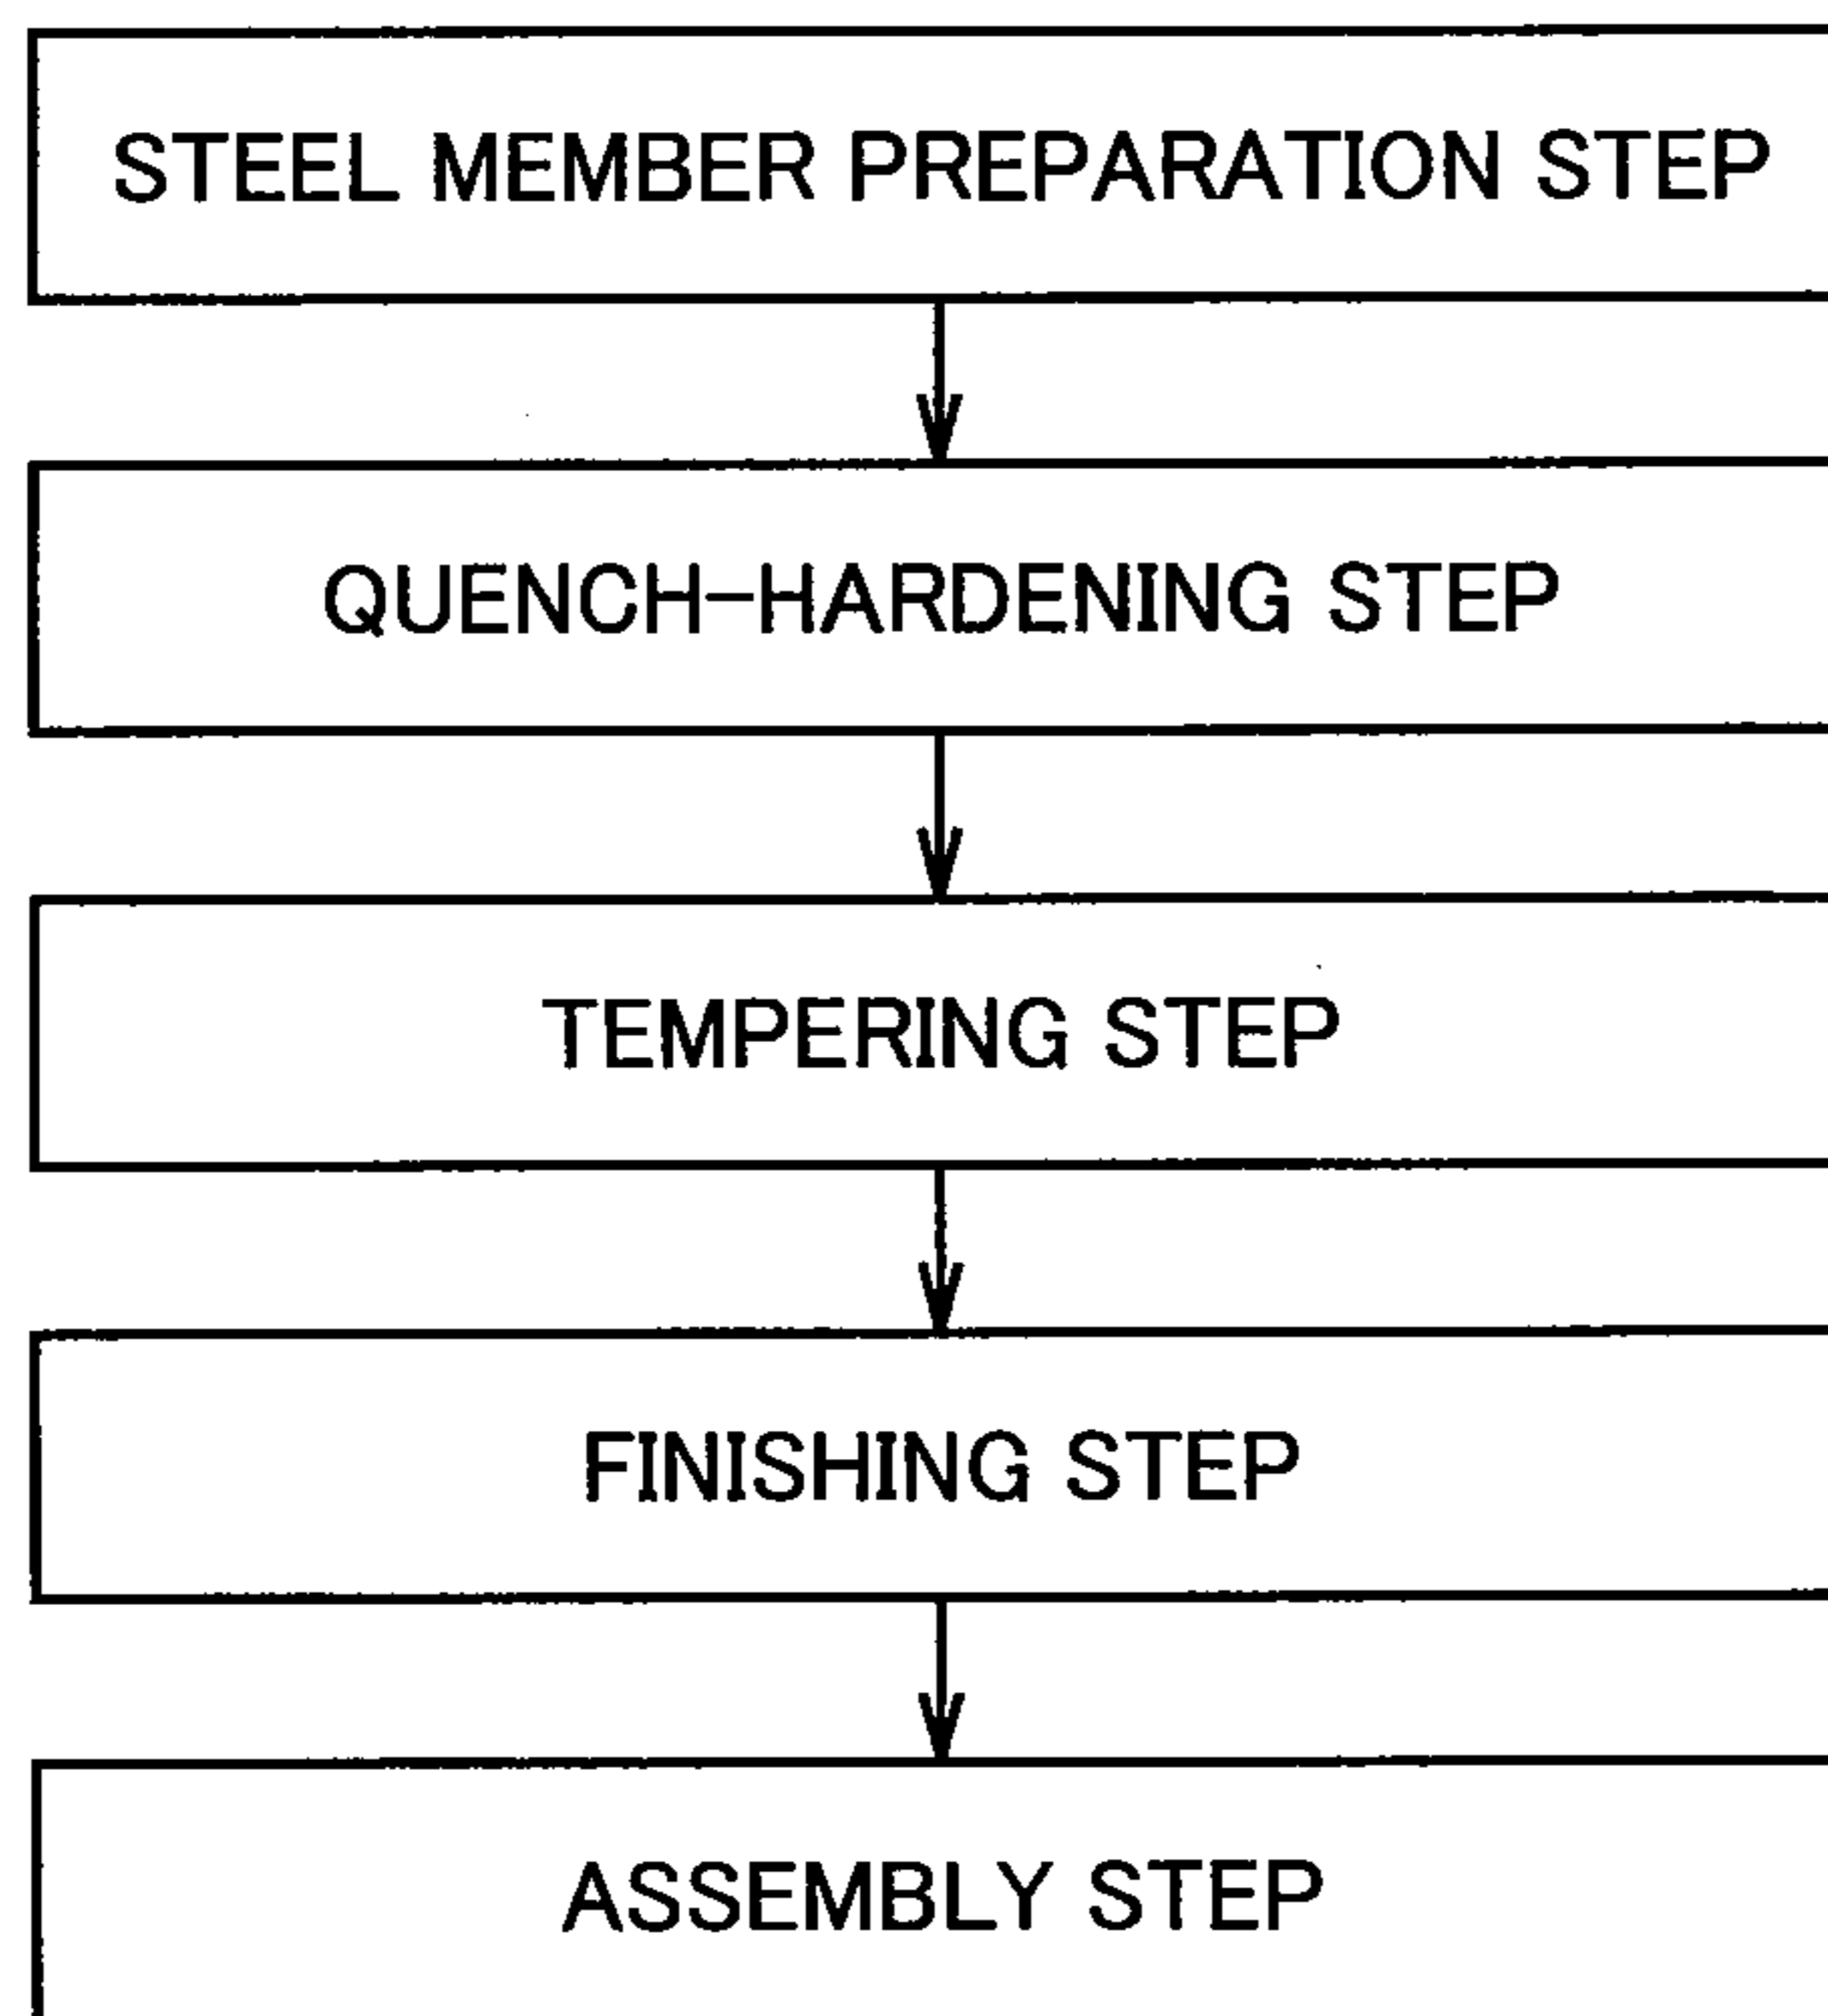 STEEL MEMBER PREPARATION STEP
QUENCH-HARDENING STEP
TEMPERING STEP
FINISHING STEP
ASSEMBLY STEP